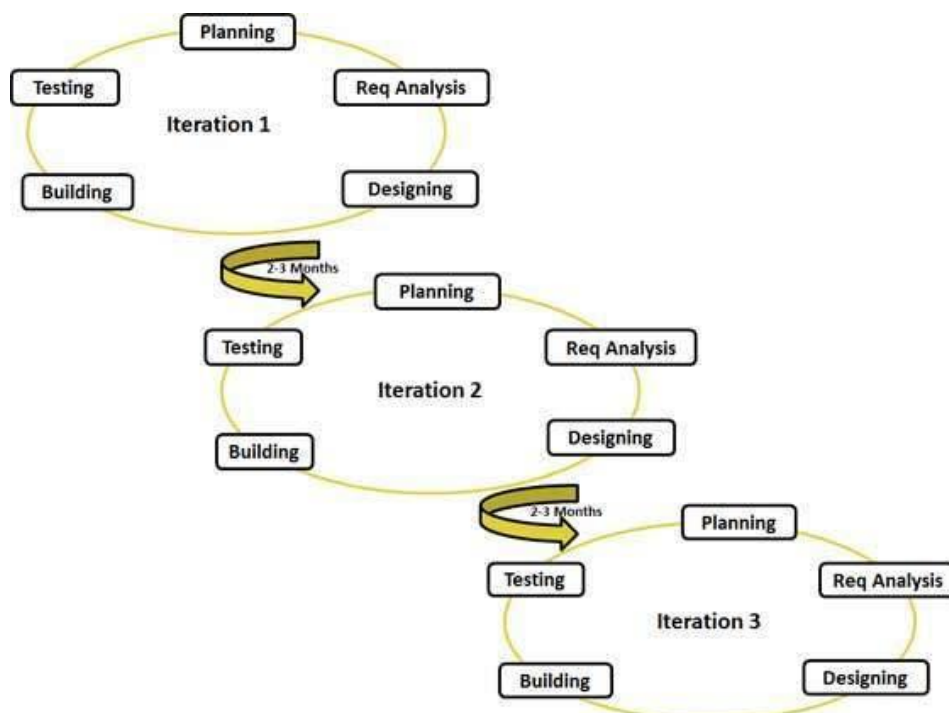 Planning
Testing
Req Analysis
Iteration 1
Building
Designing
2-3 Months
Planning
Testing
Req Analysis
Iteration 2
Building
Designing
2-3 Months
Planning
Testing
Req Analysis
Iteration 3
Building
Designing